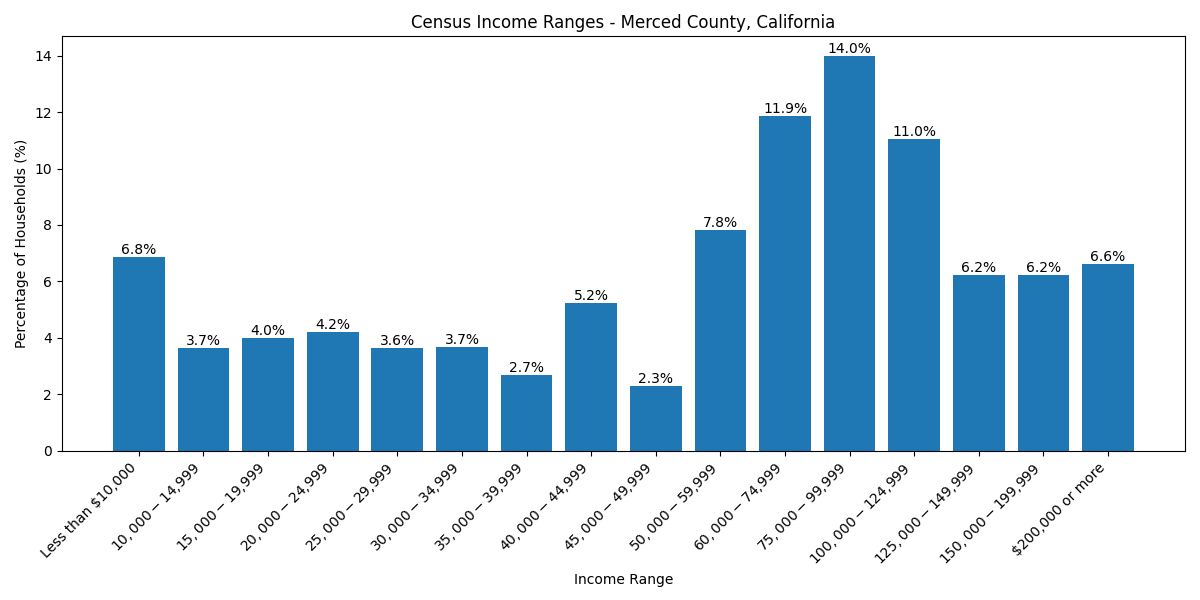 Census Income Ranges - Merced County, California
Percentage of Households (%)
14
12
10
8
6
4
2
0
6.8%
3.7%
4.0%
4.2%
3.6%
3.7%
2.7%
5.2%
2.3%
7.8%
11.9%
14.0%
11.0%
6.2%
6.2%
6.6%
Less than $10,000
10,000 − 14,999
15,000 − 19,999
20,000 − 24,999
25,000 − 29,999
30,000 − 34,999
35,000 − 39,999
40,000 − 44,999
45,000 − 49,999
50,000 − 59,999
60,000 − 74,999
75,000 − 99,999
100,000 − 124,999
125,000 − 149,999
150,000 − 199,999
$200,000 or more
Income Range